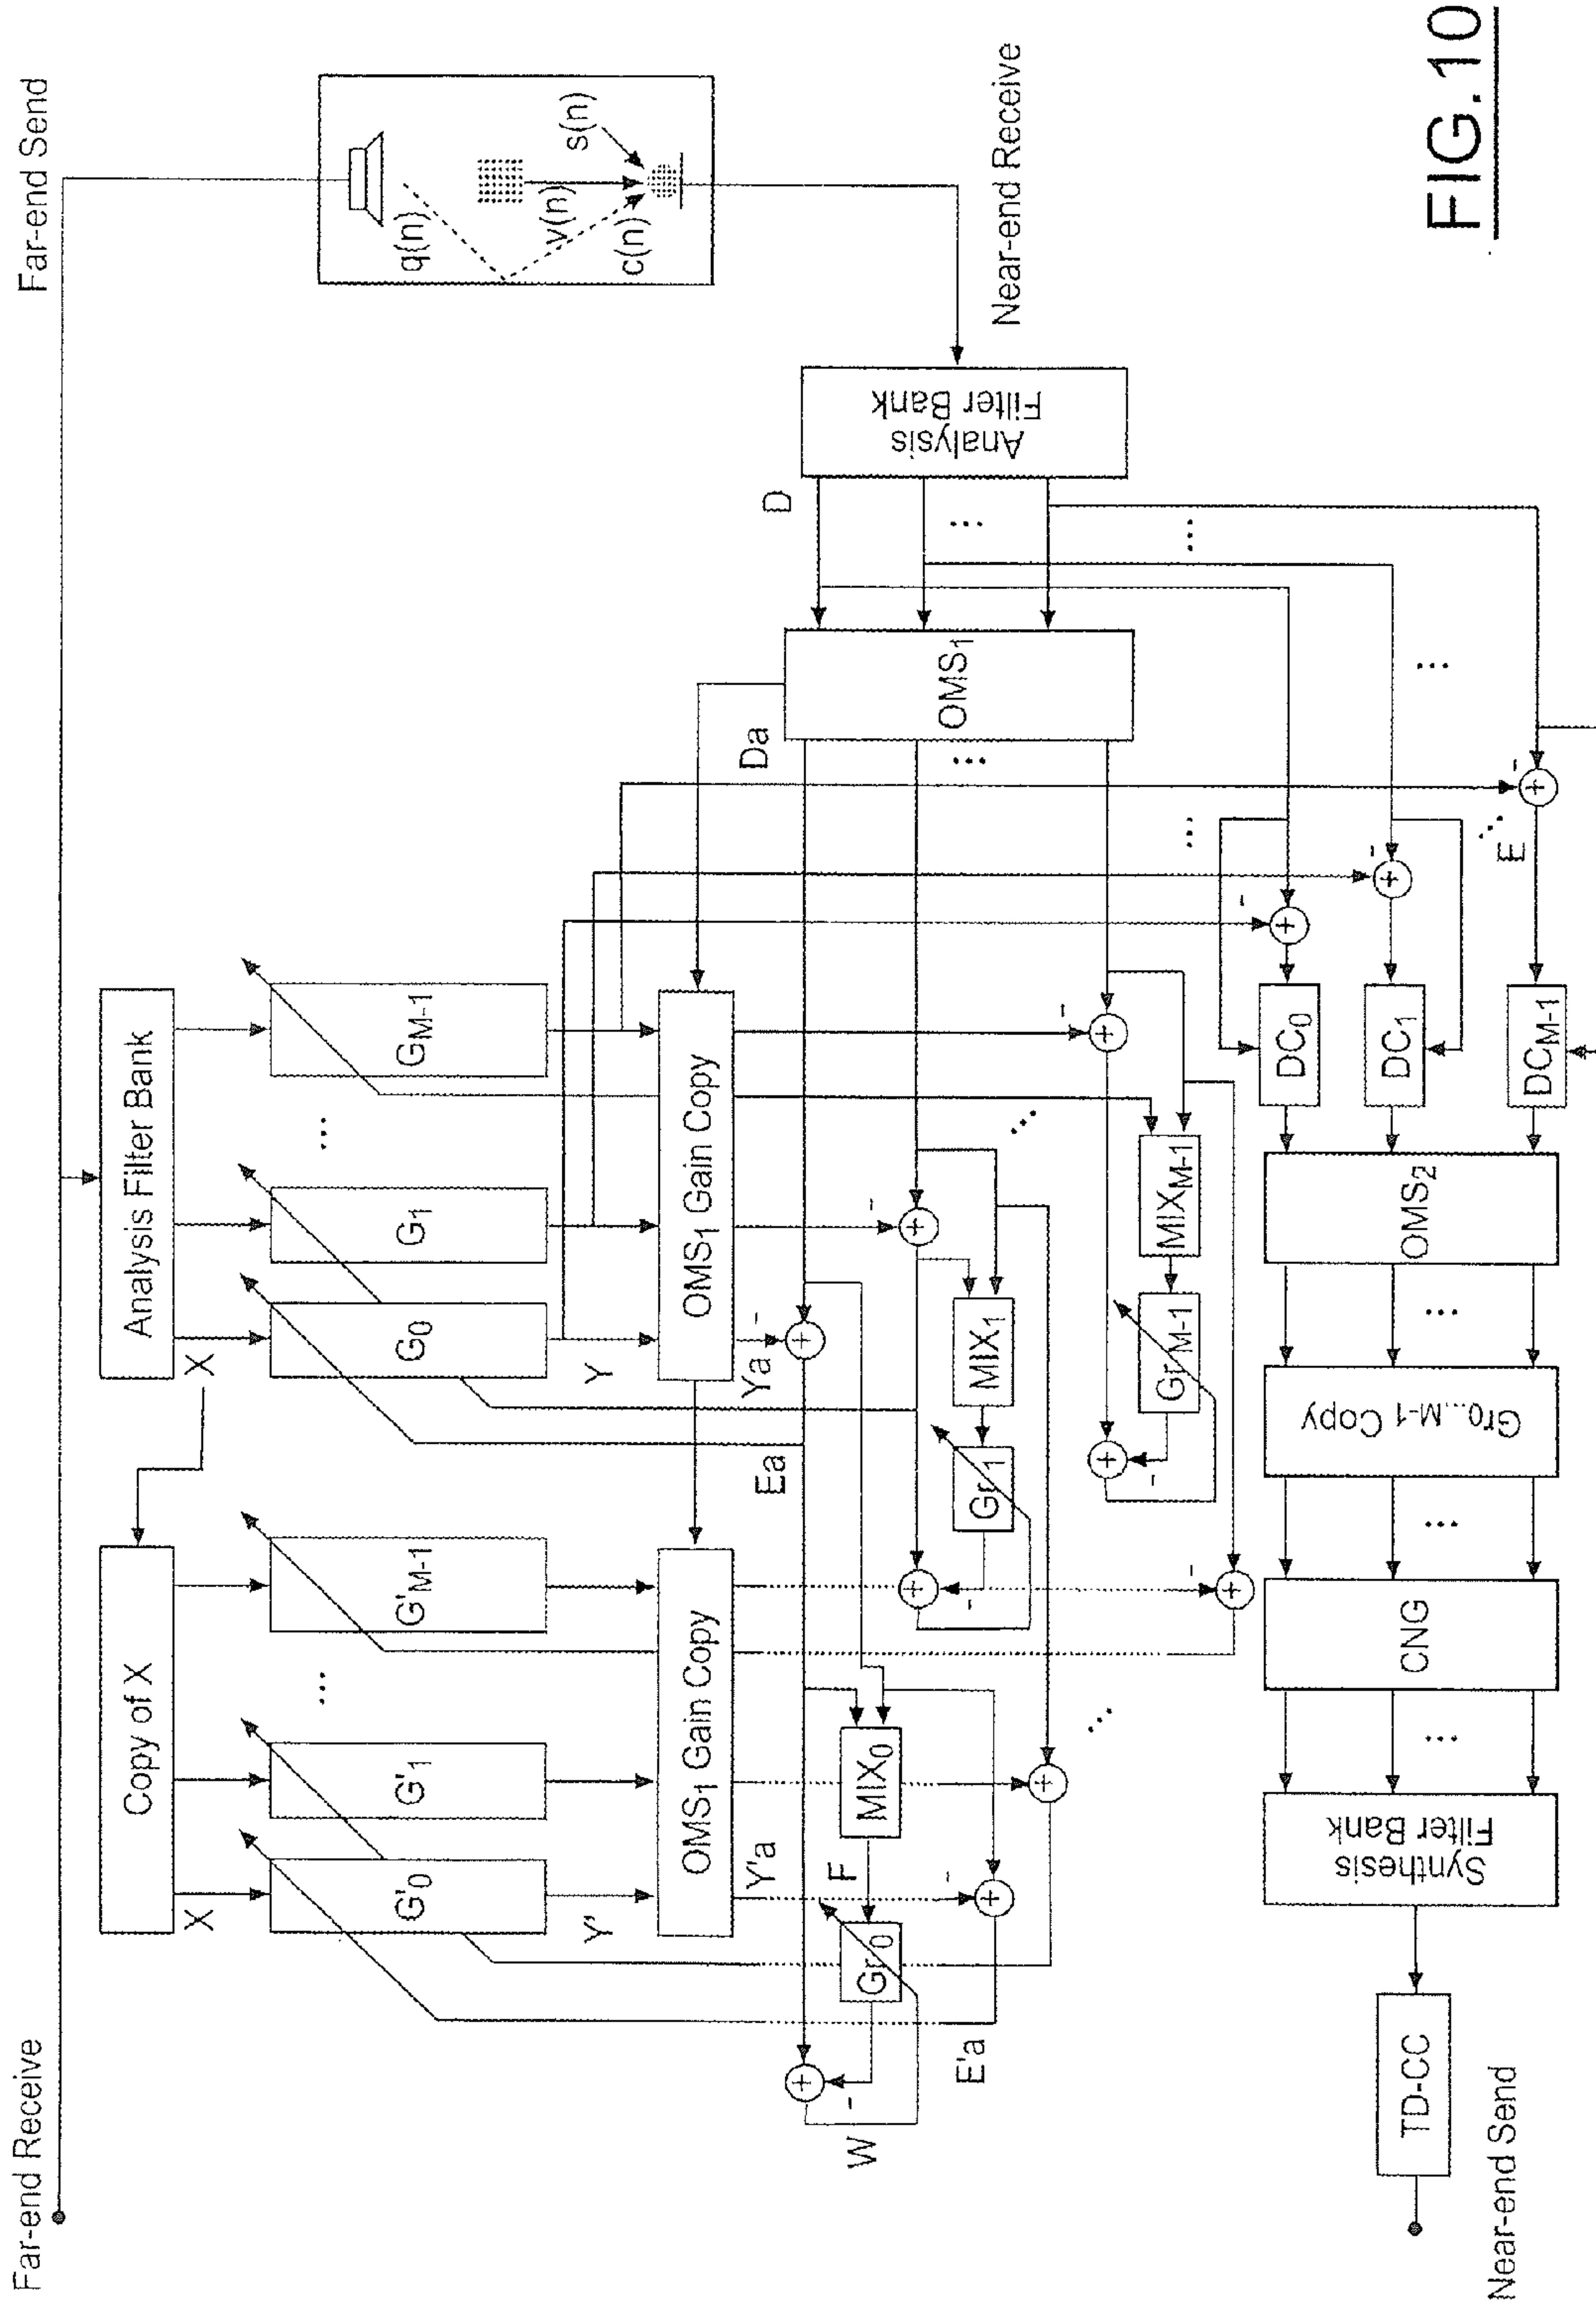 Far-end Receive
Far-end Send
Copy of X
Analysis Filter Bank
X
X
X
G'0
G'1
...
G'M-1
G0
G1
...
GM-1
Y'
Y
OMS1 Gain Copy
OMS1 Gain Copy
Y'a
Ya
Ea
Da
D
q(n)
v(n)
s(n)
c(n)
Near-end Receive
Analysis
Filter Bank
OMS1
...
...
...
...
...
...
...
...
W
F
E'a
E
Gr0
MIX0
Gr1
MIX1
GrM-1
MIXM-1
DC0
DC1
DCM-1
OMS2
...
Gr0...M-1 Copy
...
CNG
...
Synthesis
Filter Bank
TD-CC
Near-end Send
FIG. 10